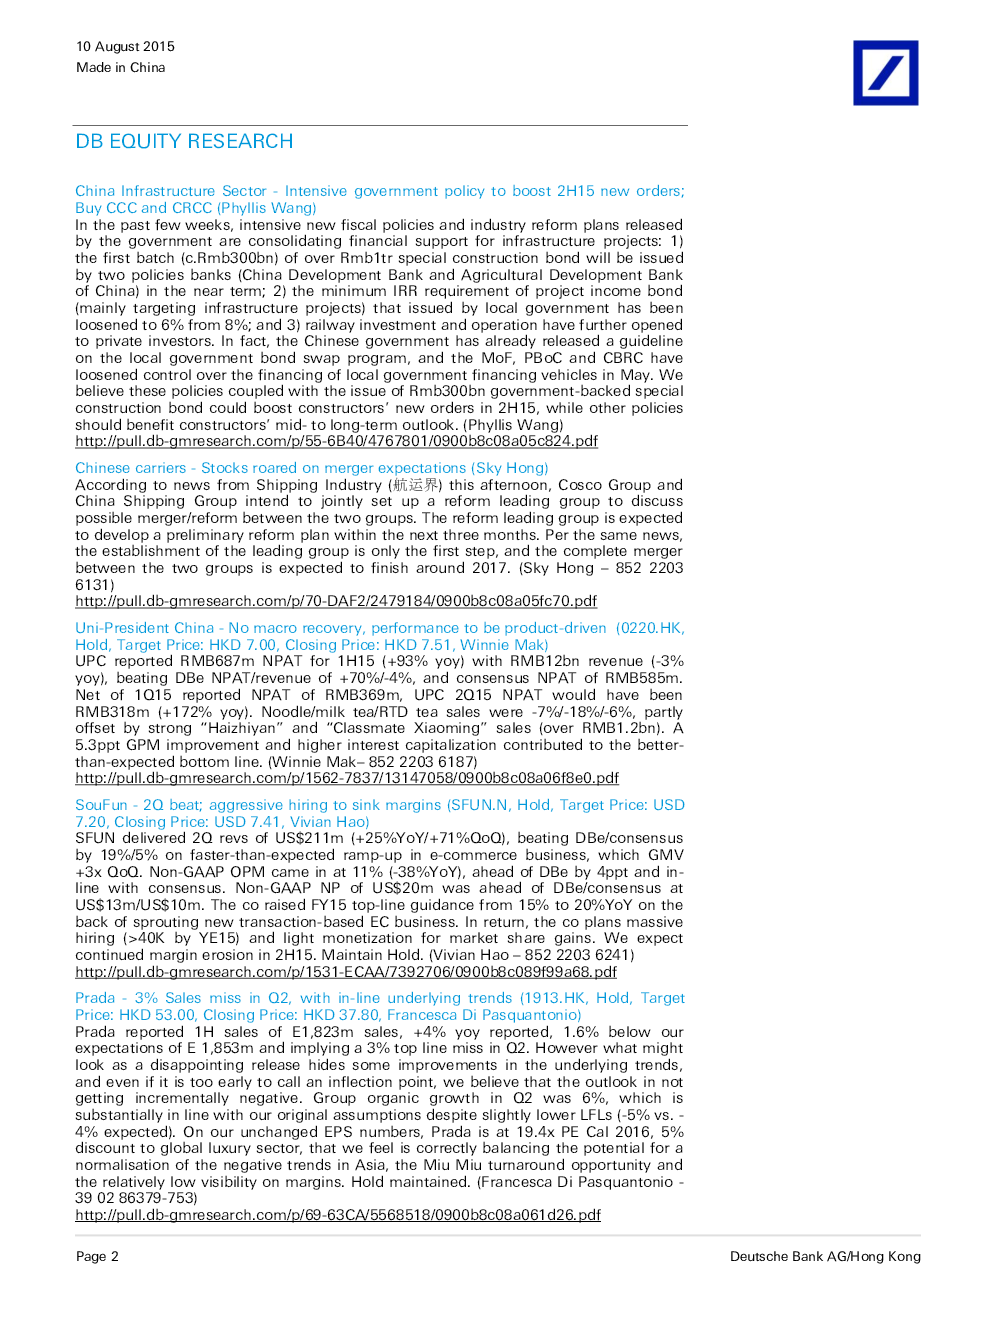 10 August 2015
Made in China
DB EQUITY RESEARCH
China Infrastructure Sector - Intensive government policy to boost 2H15 new orders;
Buy CCC and CRCC (Phyllis Wang)
In the past few weeks, intensive new fiscal policies and industry reform plans released
by the government are consolidating financial support for infrastructure projects: 1)
the first batch (c.Rmb300bn) of over Rmb1tr special construction bond will be issued
by two policies banks (China Development Bank and Agricultural Development Bank
of China) in the near term; 2) the minimum IRR requirement of project income bond
(mainly targeting infrastructure projects) that issued by local government has been
loosened to 6% from 8%; and 3) railway investment and operation have further opened
to private investors. In fact, the Chinese government has already released a guideline
on the local government bond swap program, and the MoF, PBoC and CBRC have
loosened control over the financing of local government financing vehicles in May. We
believe these policies coupled with the issue of Rmb300bn government-backed special
construction bond could boost constructors’ new orders in 2H15, while other policies
should benefit constructors’ mid- to long-term outlook. (Phyllis Wang)
http://pull.db-gmresearch.com/p/55-6B40/4767801/0900b8c08a05c824.pdf
Chinese carriers - Stocks roared on merger expectations (Sky Hong)
According to news from Shipping Industry (航运界) this afternoon, Cosco Group and
China Shipping Group intend to jointly set up a reform leading group to discuss
possible merger/reform between the two groups. The reform leading group is expected
to develop a preliminary reform plan within the next three months. Per the same news,
the establishment of the leading group is only the first step, and the complete merger
between the two groups is expected to finish around 2017. (Sky Hong – 852 2203
6131)
http://pull.db-gmresearch.com/p/70-DAF2/2479184/0900b8c08a05fc70.pdf
Uni-President China - No macro recovery, performance to be product-driven (0220.HK,
Hold, Target Price: HKD 7.00, Closing Price: HKD 7.51, Winnie Mak)
UPC reported RMB687m NPAT for 1H15 (+93% yoy) with RMB12bn revenue (-3%
yoy), beating DBe NPAT/revenue of +70%/-4%, and consensus NPAT of RMB585m.
Net of 1Q15 reported NPAT of RMB369m, UPC 2Q15 NPAT would have been
RMB318m (+172% yoy). Noodle/milk tea/RTD tea sales were -7%/-18%/-6%, partly
offset by strong “Haizhiyan” and “Classmate Xiaoming” sales (over RMB1.2bn). A
5.3ppt GPM improvement and higher interest capitalization contributed to the better-
than-expected bottom line. (Winnie Mak– 852 2203 6187)
http://pull.db-gmresearch.com/p/1562-7837/13147058/0900b8c08a06f8e0.pdf
SouFun - 2Q beat; aggressive hiring to sink margins (SFUN.N, Hold, Target Price: USD
7.20, Closing Price: USD 7.41, Vivian Hao)
SFUN delivered 2Q revs of US$211m (+25%YoY/+71%QoQ), beating DBe/consensus
by 19%/5% on faster-than-expected ramp-up in e-commerce business, which GMV
+3x QoQ. Non-GAAP OPM came in at 11% (-38%YoY), ahead of DBe by 4ppt and in-
line with consensus. Non-GAAP NP of US$20m was ahead of DBe/consensus at
US$13m/US$10m. The co raised FY15 top-line guidance from 15% to 20%YoY on the
back of sprouting new transaction-based EC business. In return, the co plans massive
hiring (>40K by YE15) and light monetization for market share gains. We expect
continued margin erosion in 2H15. Maintain Hold. (Vivian Hao – 852 2203 6241)
http://pull.db-gmresearch.com/p/1531-ECAA/7392706/0900b8c089f99a68.pdf
Prada - 3% Sales miss in Q2, with in-line underlying trends (1913.HK, Hold, Target
Price: HKD 53.00, Closing Price: HKD 37.80, Francesca Di Pasquantonio)
Prada reported 1H sales of E1,823m sales, +4% yoy reported, 1.6% below our
expectations of E 1,853m and implying a 3% top line miss in Q2. However what might
look as a disappointing release hides some improvements in the underlying trends,
and even if it is too early to call an inflection point, we believe that the outlook in not
getting incrementally negative. Group organic growth in Q2 was 6%, which is
substantially in line with our original assumptions despite slightly lower LFLs (-5% vs. -
4% expected). On our unchanged EPS numbers, Prada is at 19.4x PE Cal 2016, 5%
discount to global luxury sector, that we feel is correctly balancing the potential for a
normalisation of the negative trends in Asia, the Miu Miu turnaround opportunity and
the relatively low visibility on margins. Hold maintained. (Francesca Di Pasquantonio -
39 02 86379-753)
http://pull.db-gmresearch.com/p/69-63CA/5568518/0900b8c08a061d26.pdf
Page 2
Deutsche Bank AG/Hong Kong